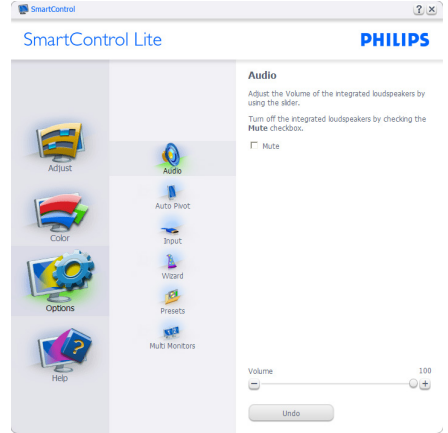 SmartControl
SmartControl Lite
PHILIPS
Adjust
Color
Options
Help
Audio
Auto Pivot
Input
Wizard
Presets
Multi Monitors
Audio
Adjust the Volume of the integrated loudspeakers by
using the slider.
Turn off the integrated loudspeakers by checking the
Mute checkbox.
Mute
Volume 100
Undo